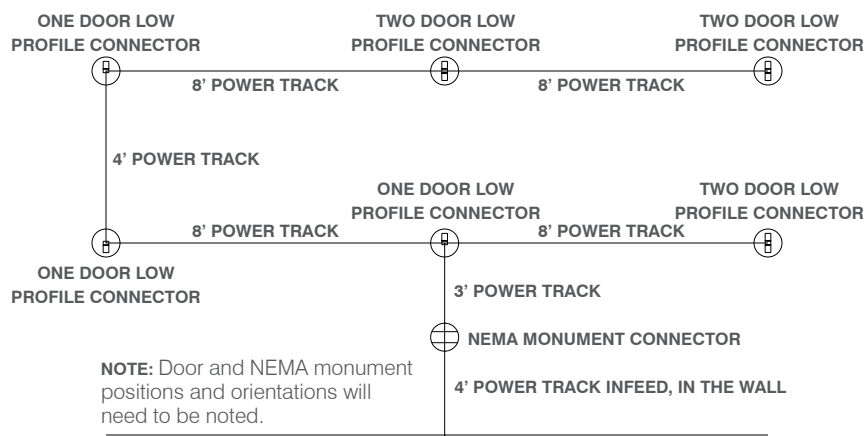 ONE DOOR LOW
PROFILE CONNECTOR
TWO DOOR LOW
PROFILE CONNECTOR
TWO DOOR LOW
PROFILE CONNECTOR
8’ POWER TRACK
8’ POWER TRACK
4’ POWER TRACK
ONE DOOR LOW
PROFILE CONNECTOR
TWO DOOR LOW
PROFILE CONNECTOR
8’ POWER TRACK
8’ POWER TRACK
ONE DOOR LOW
PROFILE CONNECTOR
3’ POWER TRACK
NEMA MONUMENT CONNECTOR
NOTE: Door and NEMA monument
positions and orientations will
need to be noted.
4’ POWER TRACK INFEED, IN THE WALL